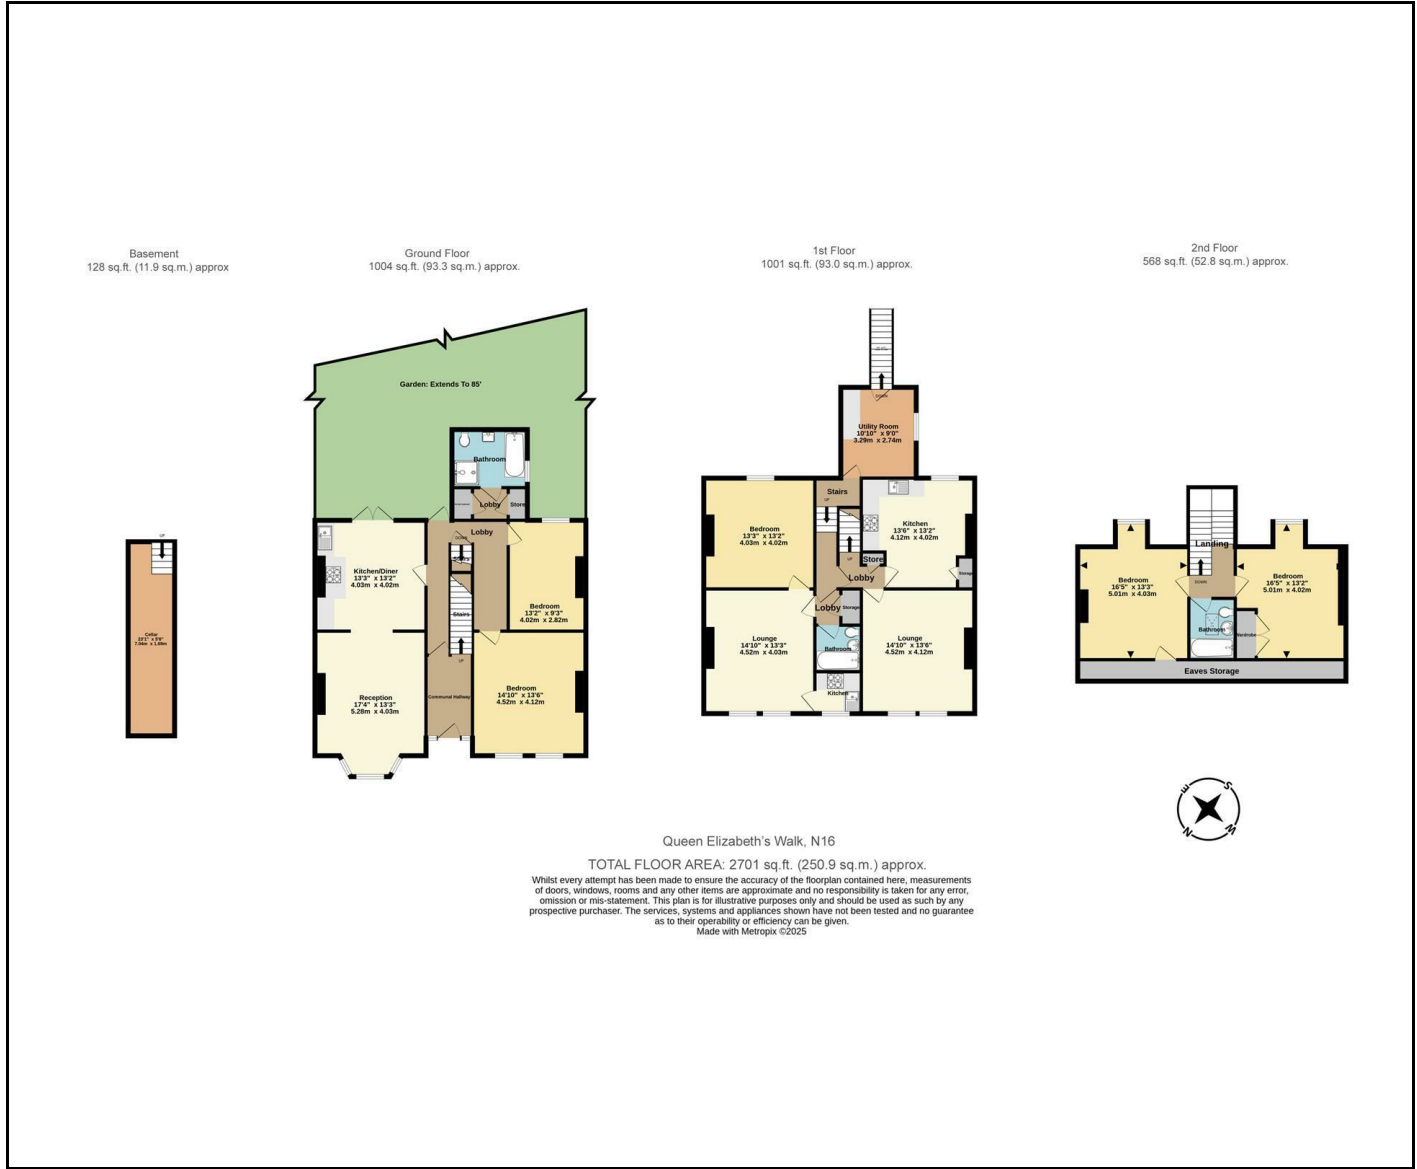 Basement
128 sq.ft. (11.9 sq.m.) approx
Ground Floor
1004 sq.ft. (93.3 sq.m.) approx.
1st Floor
1001 sq.ft. (93.0 sq.m.) approx.
2nd Floor
568 sq.ft. (52.8 sq.m.) approx.
UP
Cellar
Garden: Extends To 85'
Bathroom
Lobby
Store
Lobby
DOWN
Stairs
Kitchen/Diner
13'3" x 13'2"
4.03m x 4.02m
Bedroom
13'2" x 9'3"
4.02m x 2.82m
Stairs
UP
Reception
17'4" x 13'3"
5.28m x 4.03m
Communal Hallway
Bedroom
14'10" x 13'6"
4.52m x 4.12m
DOWN
Utility Room
10'10" x 9'0"
3.29m x 2.74m
Stairs
UP
Bedroom
13'3" x 13'2"
4.03m x 4.02m
Kitchen
13'6" x 13'2"
4.12m x 4.02m
UP
Store
Lobby
Storage
Lobby
Storage
Lounge
14'10" x 13'3"
4.52m x 4.03m
Bathroom
Lounge
14'10" x 13'6"
4.52m x 4.12m
Kitchen
Landing
DOWN
Bedroom
16'5" x 13'3"
5.01m x 4.03m
Bedroom
16'5" x 13'2"
5.01m x 4.02m
Bathroom
Wardrobe
Eaves Storage
E
S
N
W
Queen Elizabeth's Walk, N16
TOTAL FLOOR AREA: 2701 sq.ft. (250.9 sq.m.) approx.
Whilst every attempt has been made to ensure the accuracy of the floorplan contained here, measurements
of doors, windows, rooms and any other items are approximate and no responsibility is taken for any error,
omission or mis-statement. This plan is for illustrative purposes only and should be used as such by any
prospective purchaser. The services, systems and appliances shown have not been tested and no guarantee
as to their operability or efficiency can be given.
Made with Metropix ©2025